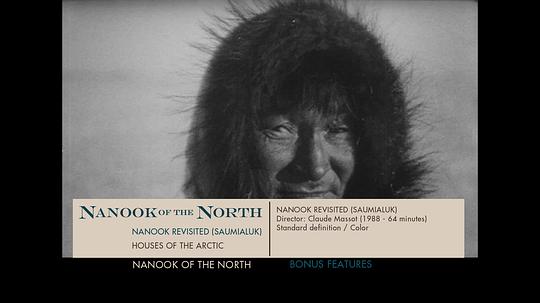 NANOOK OF THE NORTH
NANOOK REVISITED (SAUMIALUK)
HOUSES OF THE ARCTIC
NANOOK REVISITED (SAUMIALUK)
Director: Claude Massot (1988 - 64 minutes)
Standard definition / Color
NANOOK OF THE NORTH
BONUS FEATURES